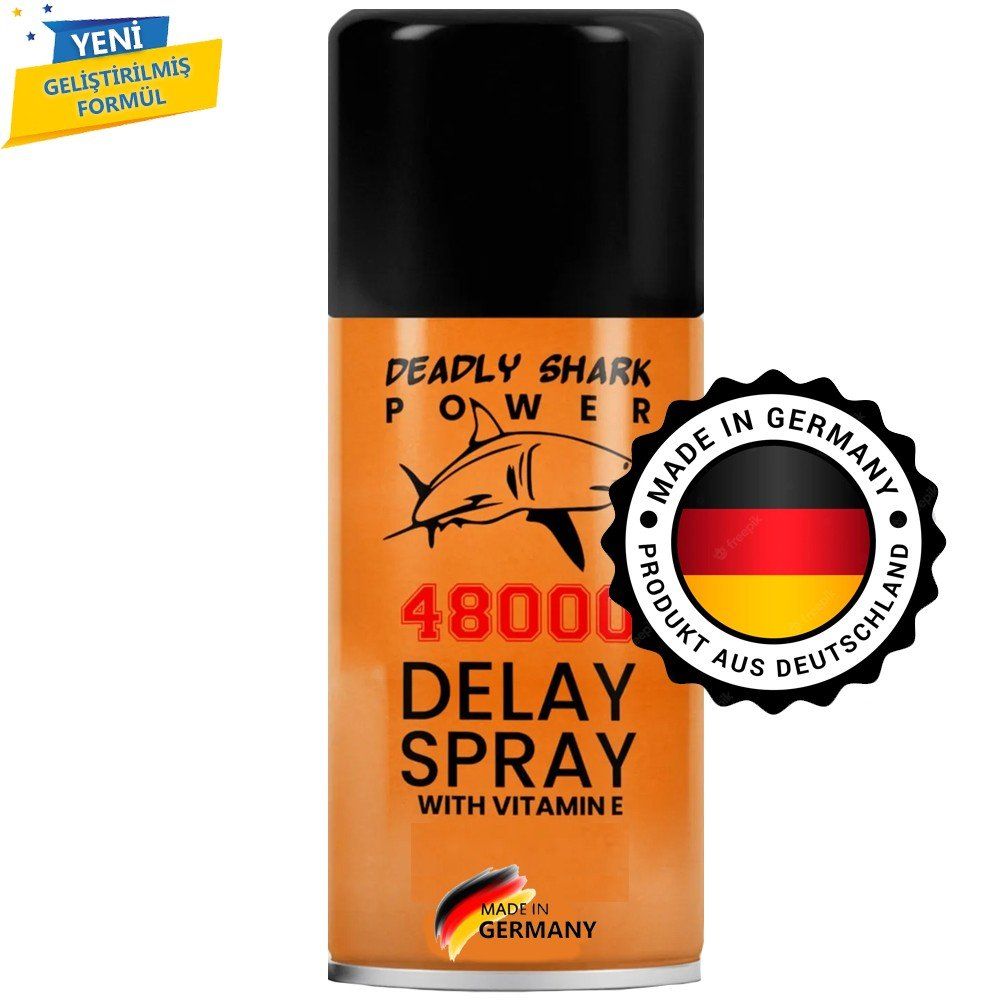 YENİ
GELİŞTİRİLMİŞ
FORMÜL
DEADLY SHARK
POWER
48000
DELAY
SPRAY
WITH VITAMIN E
MADE IN
GERMANY
MADE IN GERMANY
PRODUKT AUS DEUTSCHLAND
freepik